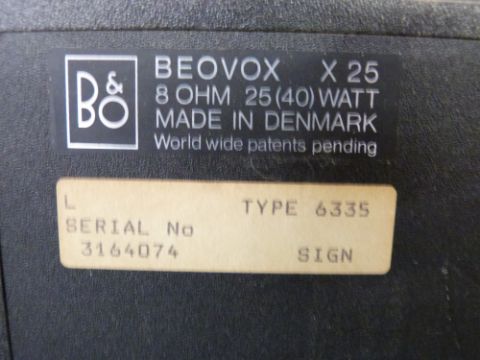 B&O
BEOVOX X 25
8 OHM 25(40) WATT
MADE IN DENMARK
World wide patents pending
L TYPE 6335
SERIAL No
3164074 SIGN